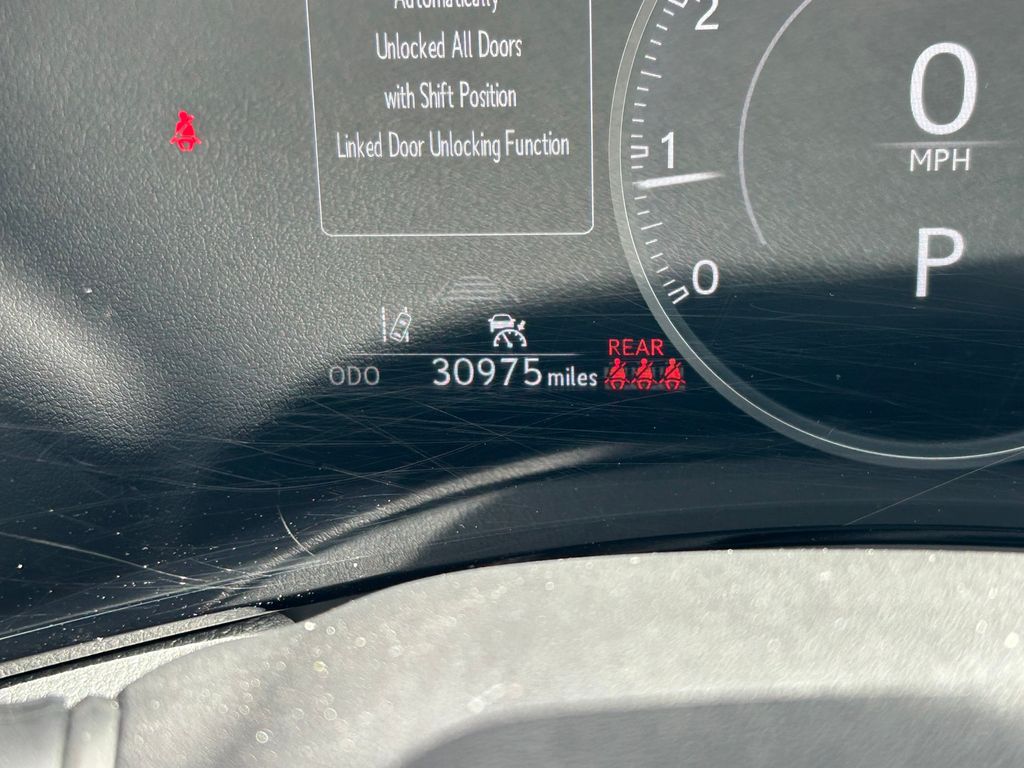 Automatically
Unlocked All Doors
with Shift Position
Linked Door Unlocking Function
2
1
0
0
MPH
P
REAR
ODO 30975 miles